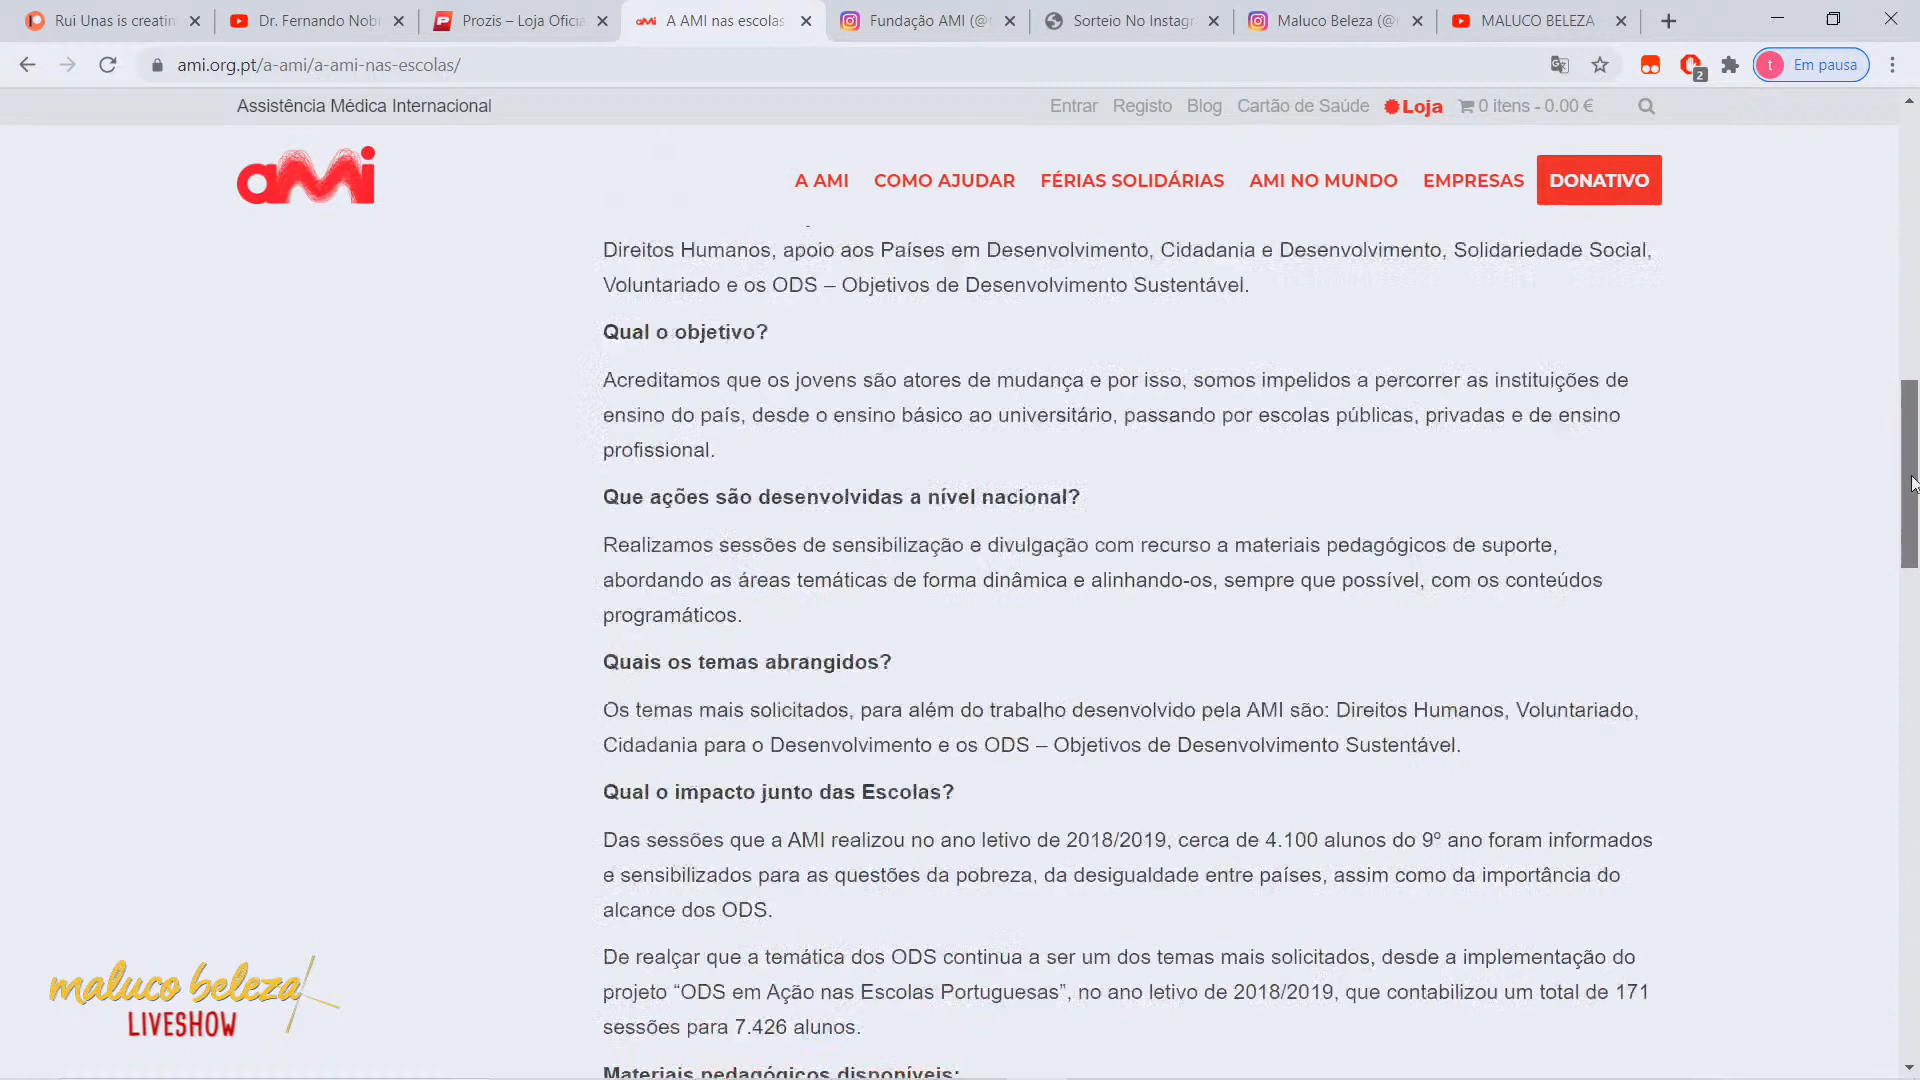 Rui Unas is creatin
Dr. Fernando Nobr
Prozis – Loja Oficia
A AMI nas escolas
Fundação AMI (@f
Sorteio No Instagr
Maluco Beleza (@
MALUCO BELEZA
ami.org.pt/a-ami/a-ami-nas-escolas/
2
t
Em pausa
Assistência Médica Internacional
Entrar Registo Blog Cartão de Saúde Loja 0 itens - 0.00 €
aMi
A AMI COMO AJUDAR FÉRIAS SOLIDÁRIAS AMI NO MUNDO EMPRESAS DONATIVO
Direitos Humanos, apoio aos Países em Desenvolvimento, Cidadania e Desenvolvimento, Solidariedade Social,
Voluntariado e os ODS – Objetivos de Desenvolvimento Sustentável.
Qual o objetivo?
Acreditamos que os jovens são atores de mudança e por isso, somos impelidos a percorrer as instituições de
ensino do país, desde o ensino básico ao universitário, passando por escolas públicas, privadas e de ensino
profissional.
Que ações são desenvolvidas a nível nacional?
Realizamos sessões de sensibilização e divulgação com recurso a materiais pedagógicos de suporte,
abordando as áreas temáticas de forma dinâmica e alinhando-os, sempre que possível, com os conteúdos
programáticos.
Quais os temas abrangidos?
Os temas mais solicitados, para além do trabalho desenvolvido pela AMI são: Direitos Humanos, Voluntariado,
Cidadania para o Desenvolvimento e os ODS – Objetivos de Desenvolvimento Sustentável.
Qual o impacto junto das Escolas?
Das sessões que a AMI realizou no ano letivo de 2018/2019, cerca de 4.100 alunos do 9º ano foram informados
e sensibilizados para as questões da pobreza, da desigualdade entre países, assim como da importância do
alcance dos ODS.
De realçar que a temática dos ODS continua a ser um dos temas mais solicitados, desde a implementação do
projeto “ODS em Ação nas Escolas Portuguesas”, no ano letivo de 2018/2019, que contabilizou um total de 171
sessões para 7.426 alunos.
Materiais pedagógicos disponíveis:
maluco beleza
LIVESHOW